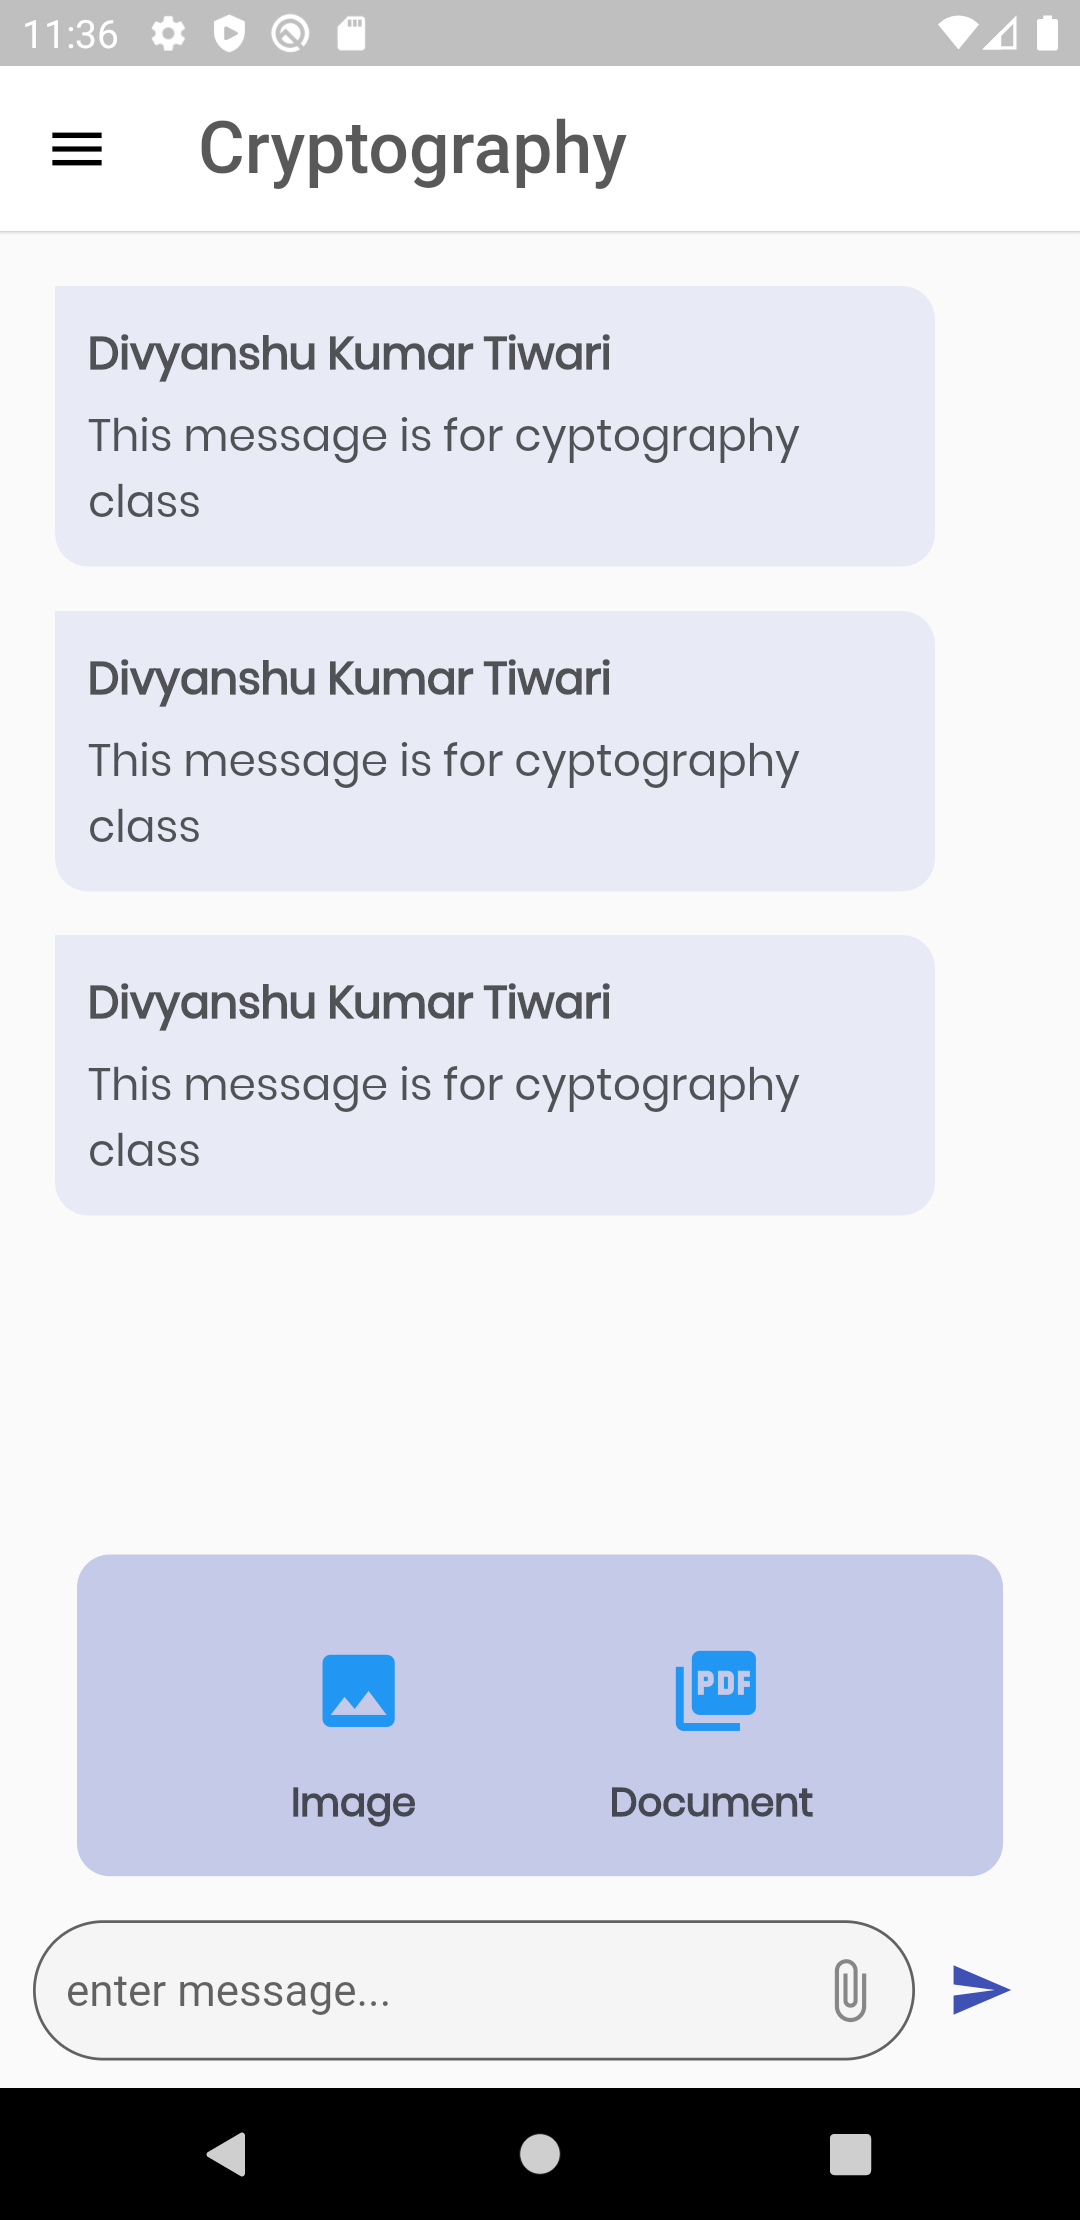 11:36
Cryptography
Divyanshu Kumar Tiwari
This message is for cyptography
class
Divyanshu Kumar Tiwari
This message is for cyptography
class
Divyanshu Kumar Tiwari
This message is for cyptography
class
PDF
Image Document
enter message...